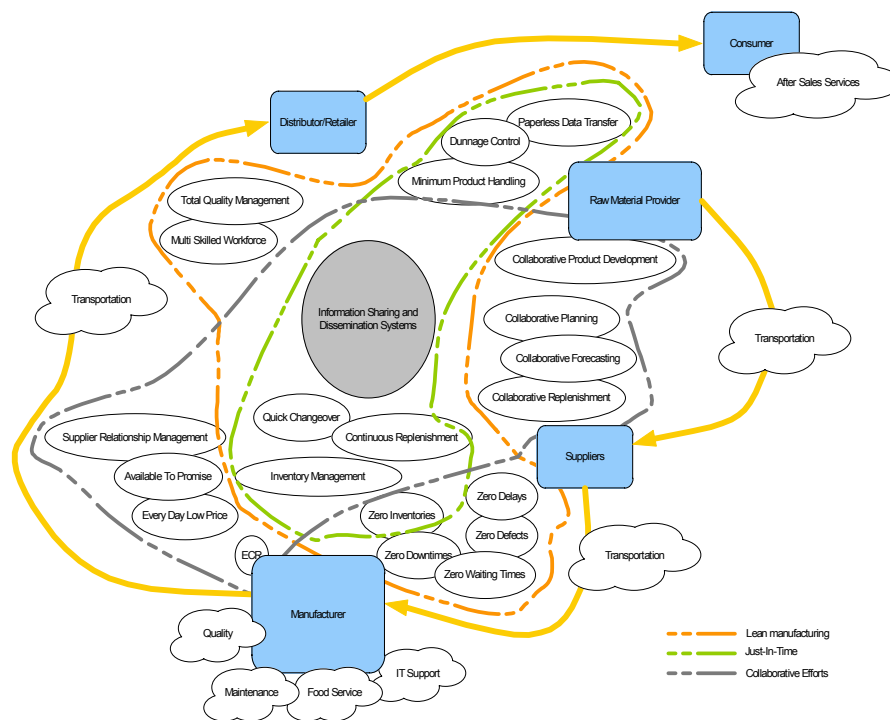 Consumer
After Sales Services
Distributor/Retailer
Paperless Data Transfer
Dunnage Control
Minimum Product Handling
Total Quality Management
Raw Material Provider
Multi Skilled Workforce
Collaborative Product Development
Transportation
Information Sharing and
Dissemination Systems
Collaborative Planning
Transportation
Collaborative Forecasting
Collaborative Replenishment
Quick Changeover
Supplier Relationship Management
Continuous Replenishment
Suppliers
Available To Promise
Inventory Management
Zero Delays
Every Day Low Price
Zero Inventories
Zero Defects
ECR
Zero Downtimes
Transportation
Zero Waiting Times
Manufacturer
Quality
Lean manufacturing
Just-In-Time
IT Support
Collaborative Efforts
Maintenance
Food Service